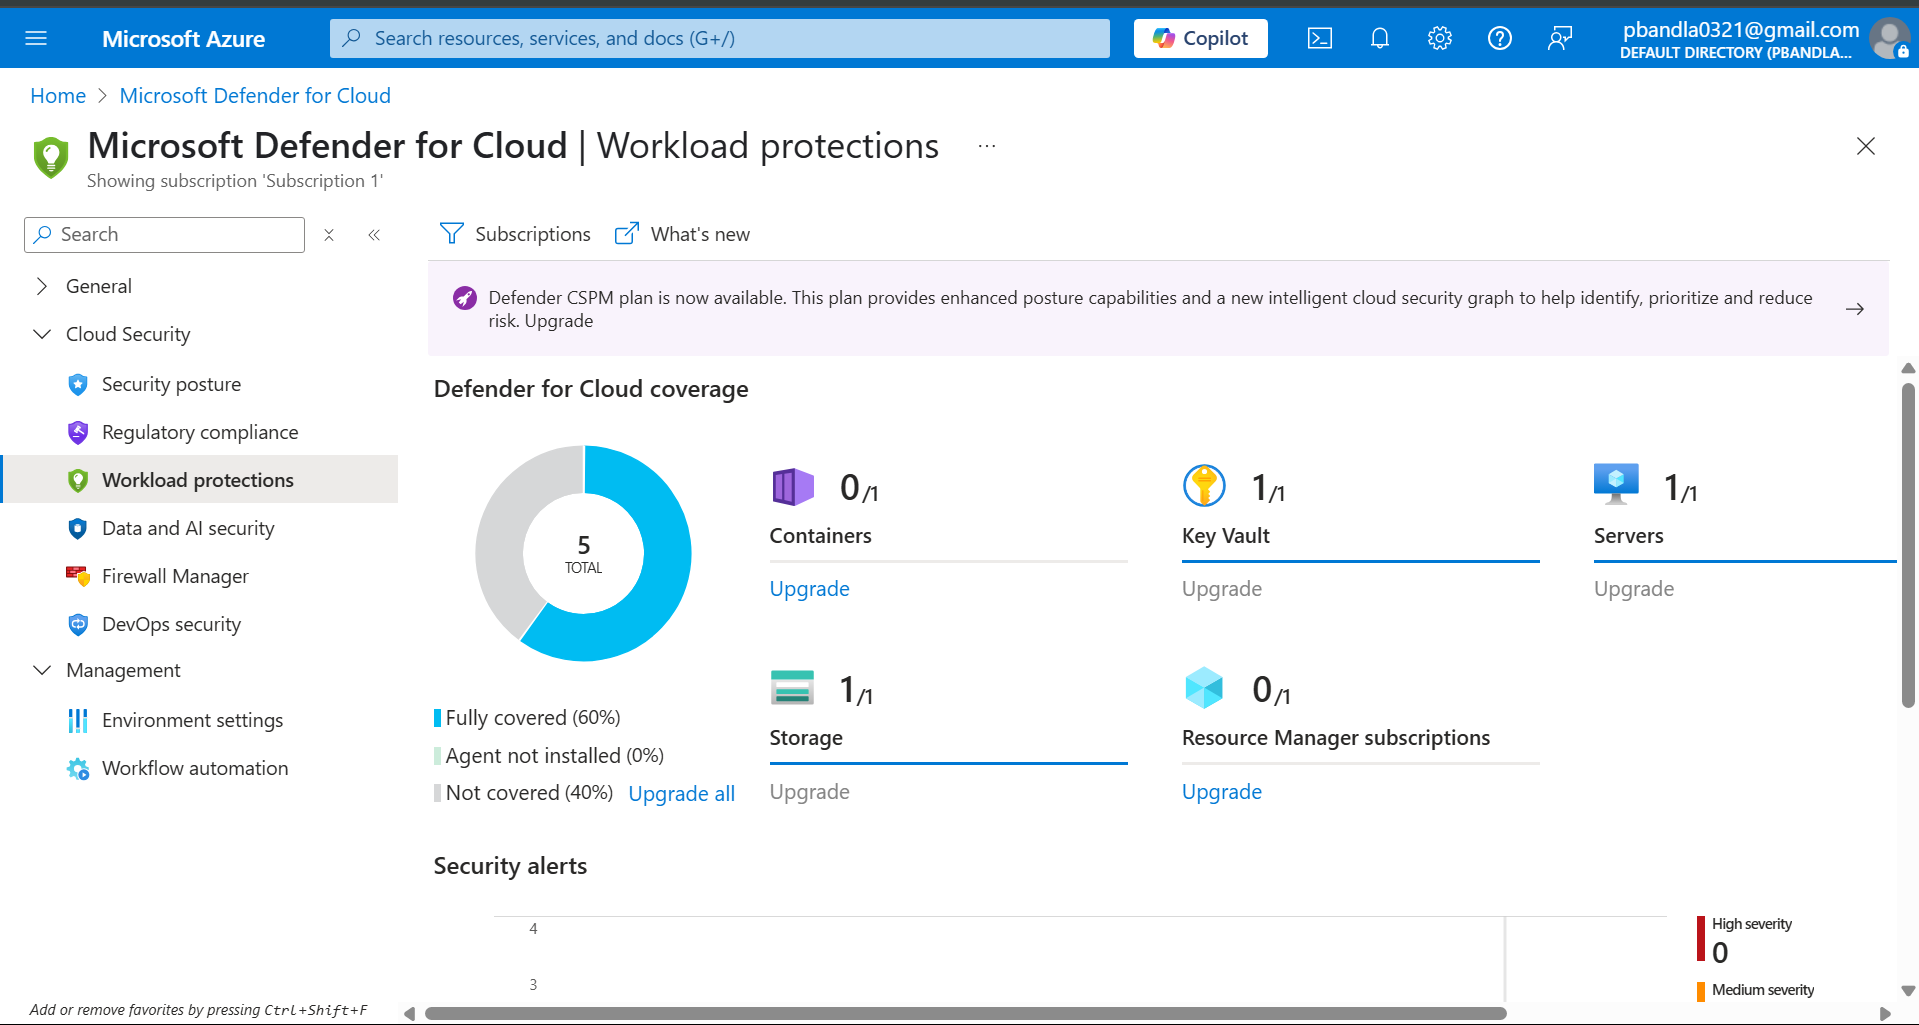 Microsoft Azure
Search resources, services, and docs (G+/)
Copilot
pbandla0321@gmail.com
DEFAULT DIRECTORY (PBANDLA...
Home > Microsoft Defender for Cloud
Microsoft Defender for Cloud | Workload protections ...
Showing subscription 'Subscription 1'
Search
General
Cloud Security
Security posture
Regulatory compliance
Workload protections
Data and AI security
Firewall Manager
DevOps security
Management
Environment settings
Workflow automation
Add or remove favorites by pressing Ctrl+Shift+F
Subscriptions
What's new
Defender CSPM plan is now available. This plan provides enhanced posture capabilities and a new intelligent cloud security graph to help identify, prioritize and reduce
risk. Upgrade
Defender for Cloud coverage
5
TOTAL
Fully covered (60%)
Agent not installed (0%)
Not covered (40%) Upgrade all
0/1
Containers
Upgrade
1/1
Key Vault
Upgrade
1/1
Servers
Upgrade
1/1
Storage
Upgrade
0/1
Resource Manager subscriptions
Upgrade
Security alerts
4
3
High severity
0
Medium severity